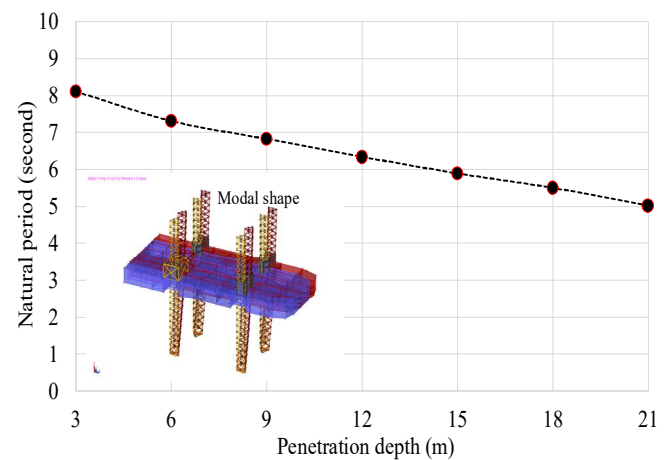 10
9
8
7
6
5
4
3
2
1
0
Natural period (second)
Modal shape
3 6 9 12 15 18 21
Penetration depth (m)